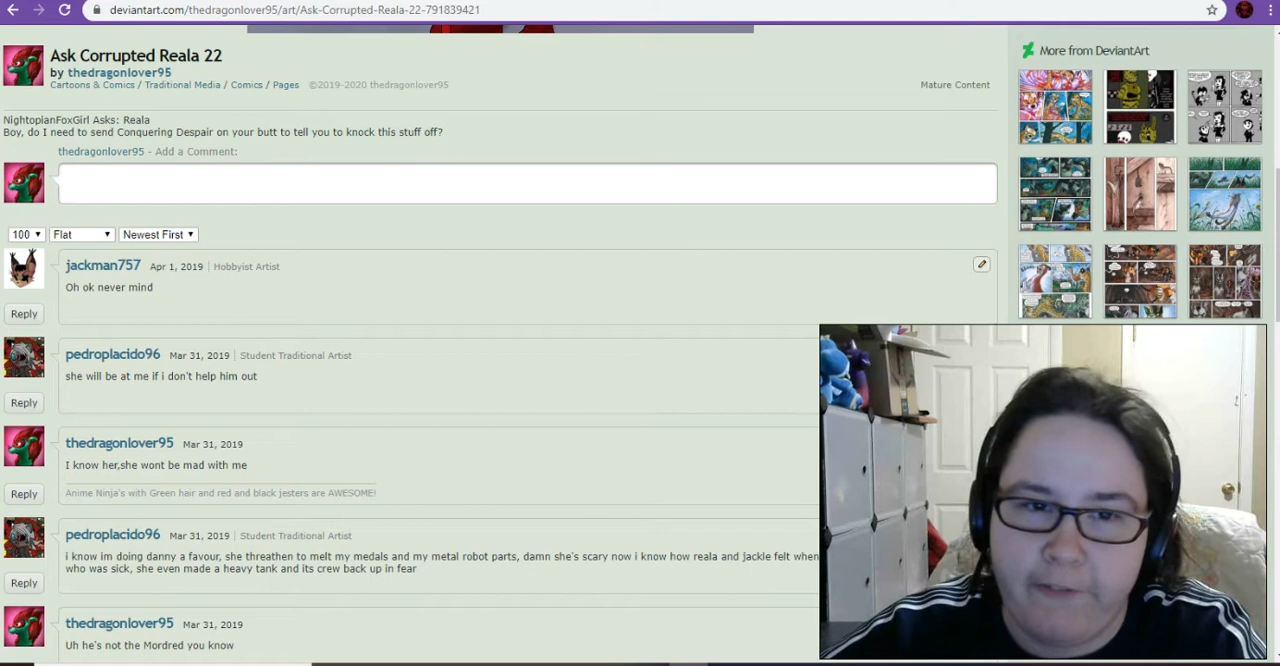 deviantart.com/thedragonlover95/art/Ask-Corrupted-Reala-22-791839421
Ask Corrupted Reala 22
by thedragonlover95
Cartoons & Comics / Traditional Media / Comics / Pages ©2019-2020 thedragonlover95
Mature Content
More from DeviantArt
NightopianFoxGirl Asks: Reala
Boy, do I need to send Conquering Despair on your butt to tell you to knock this stuff off?
thedragonlover95 - Add a Comment:
100 Flat Newest First
jackman757 Apr 1, 2019 | Hobbyist Artist
Oh ok never mind
Reply
pedroplacido96 Mar 31, 2019 | Student Traditional Artist
she will be at me if i don't help him out
Reply
thedragonlover95 Mar 31, 2019
I know her,she wont be mad with me
Anime Ninja's with Green hair and red and black jesters are AWESOME!
Reply
pedroplacido96 Mar 31, 2019 | Student Traditional Artist
i know im doing danny a favour, she threathen to melt my medals and my metal robot parts, damn she's scary now i know how reala and jackle felt when
who was sick, she even made a heavy tank and its crew back up in fear
Reply
thedragonlover95 Mar 31, 2019
Uh he's not the Mordred you know